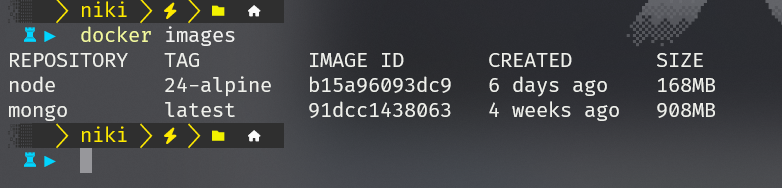 niki
docker images
REPOSITORY TAG IMAGE ID CREATED SIZE
node 24-alpine b15a96093dc9 6 days ago 168MB
mongo latest 91dcc1438063 4 weeks ago 908MB
niki